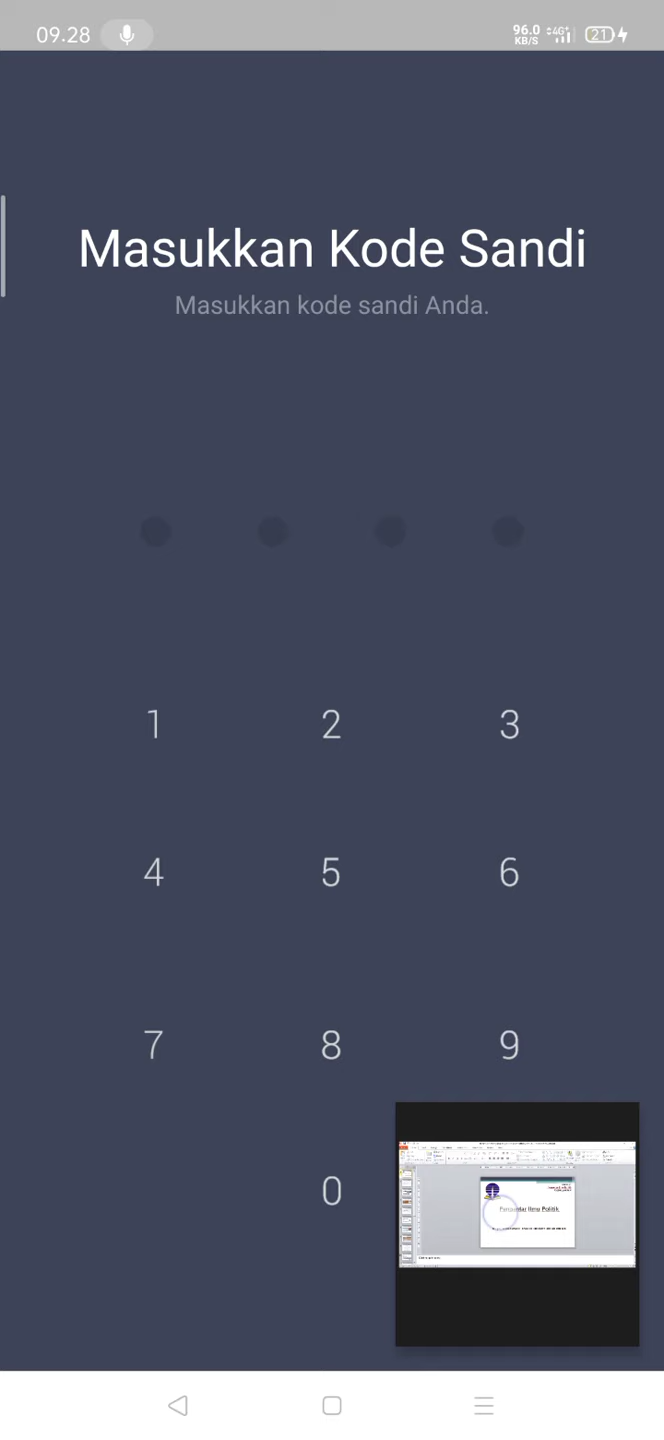 09.28
96.0
KB/S
4G+
21
Masukkan Kode Sandi
Masukkan kode sandi Anda.
1 2 3
4 5 6
7 8 9
0
Pengantar Ilmu Politik